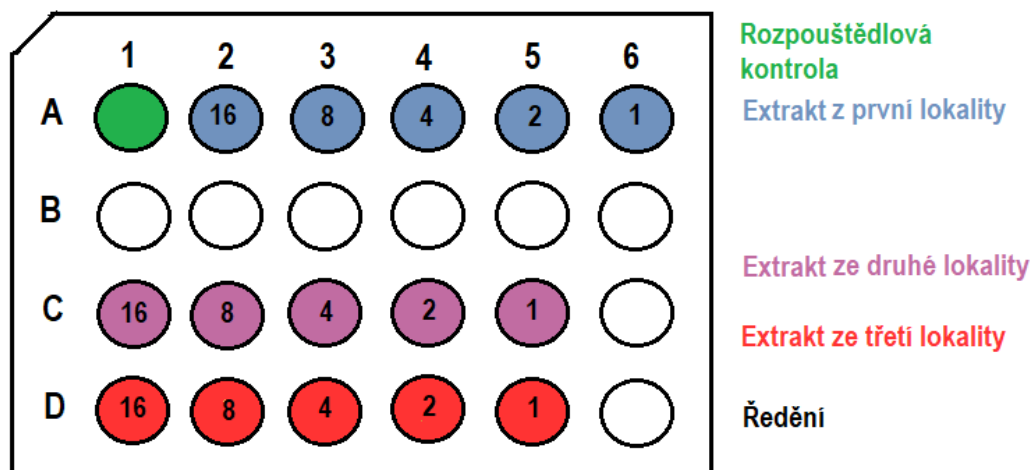 1 2 3 4 5 6
Rozpouštědlová
kontrola
A 16 8 4 2 1
Extrakt z první lokality
B
Extrakt ze druhé lokality
C 16 8 4 2 1
Extrakt ze třetí lokality
D 16 8 4 2 1
Ředění